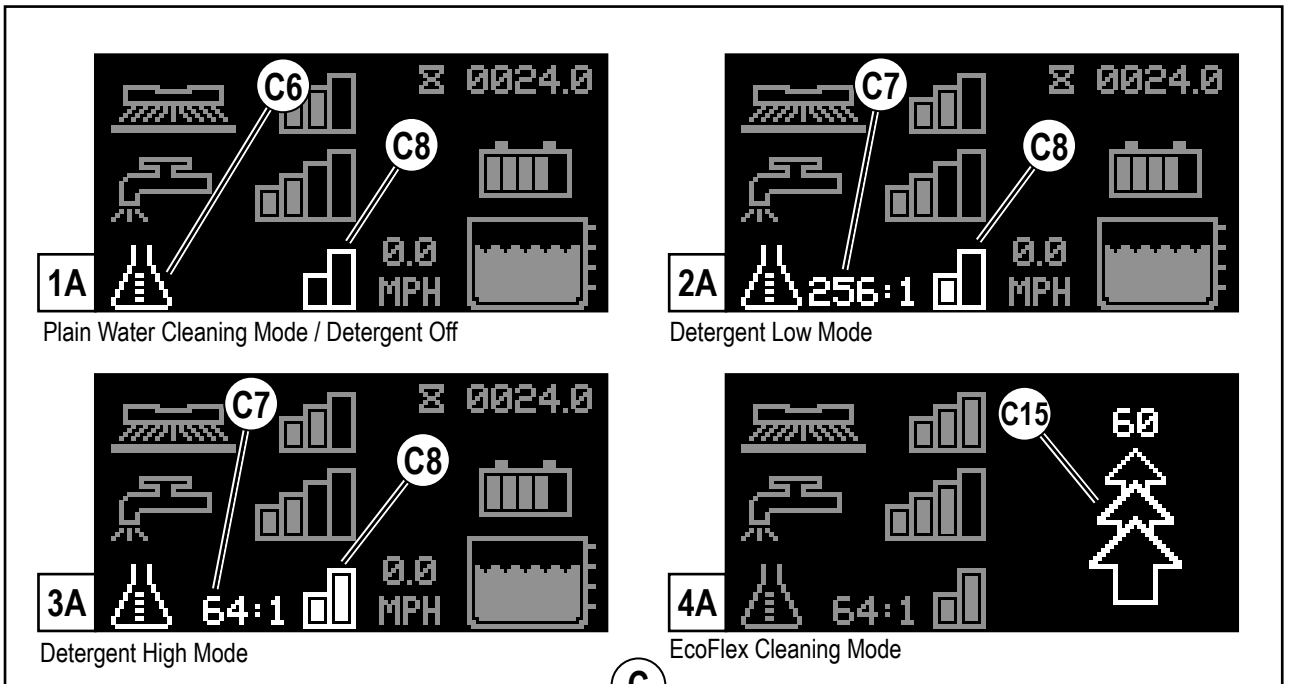 C6
0024.0
C8
0.0
MPH
1A
Plain Water Cleaning Mode / Detergent Off
C7
0024.0
C8
256:1
0.0
MPH
2A
Detergent Low Mode
C7
0024.0
C8
64:1
0.0
MPH
3A
Detergent High Mode
C15
60
64:1
4A
EcoFlex Cleaning Mode
C